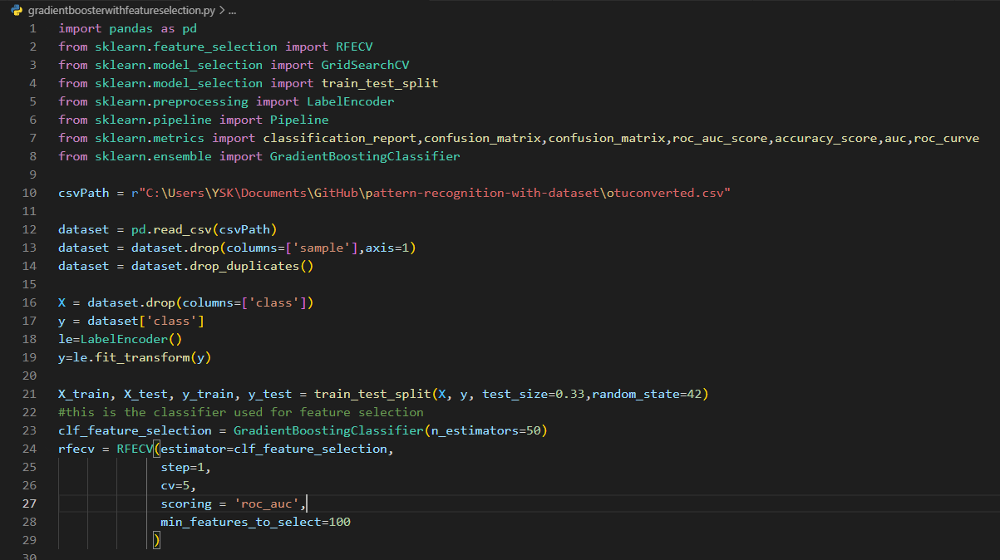 gradientboosterwithfeatureselection.py > ...
1 import pandas as pd
2 from sklearn.feature_selection import RFECV
3 from sklearn.model_selection import GridSearchCV
4 from sklearn.model_selection import train_test_split
5 from sklearn.preprocessing import LabelEncoder
6 from sklearn.pipeline import Pipeline
7 from sklearn.metrics import classification_report,confusion_matrix,confusion_matrix,roc_auc_score,accuracy_score,auc,roc_curve
8 from sklearn.ensemble import GradientBoostingClassifier
9
10 csvPath = r"C:\Users\YSK\Documents\GitHub\pattern-recognition-with-dataset\otuconverted.csv"
11
12 dataset = pd.read_csv(csvPath)
13 dataset = dataset.drop(columns=['sample'],axis=1)
14 dataset = dataset.drop_duplicates()
15
16 X = dataset.drop(columns=['class'])
17 y = dataset['class']
18 le=LabelEncoder()
19 y=le.fit_transform(y)
20
21 X_train, X_test, y_train, y_test = train_test_split(X, y, test_size=0.33,random_state=42)
22 #this is the classifier used for feature selection
23 clf_feature_selection = GradientBoostingClassifier(n_estimators=50)
24 rfecv = RFECV(estimator=clf_feature_selection,
25 step=1,
26 cv=5,
27 scoring = 'roc_auc',
28 min_features_to_select=100
29 )
30